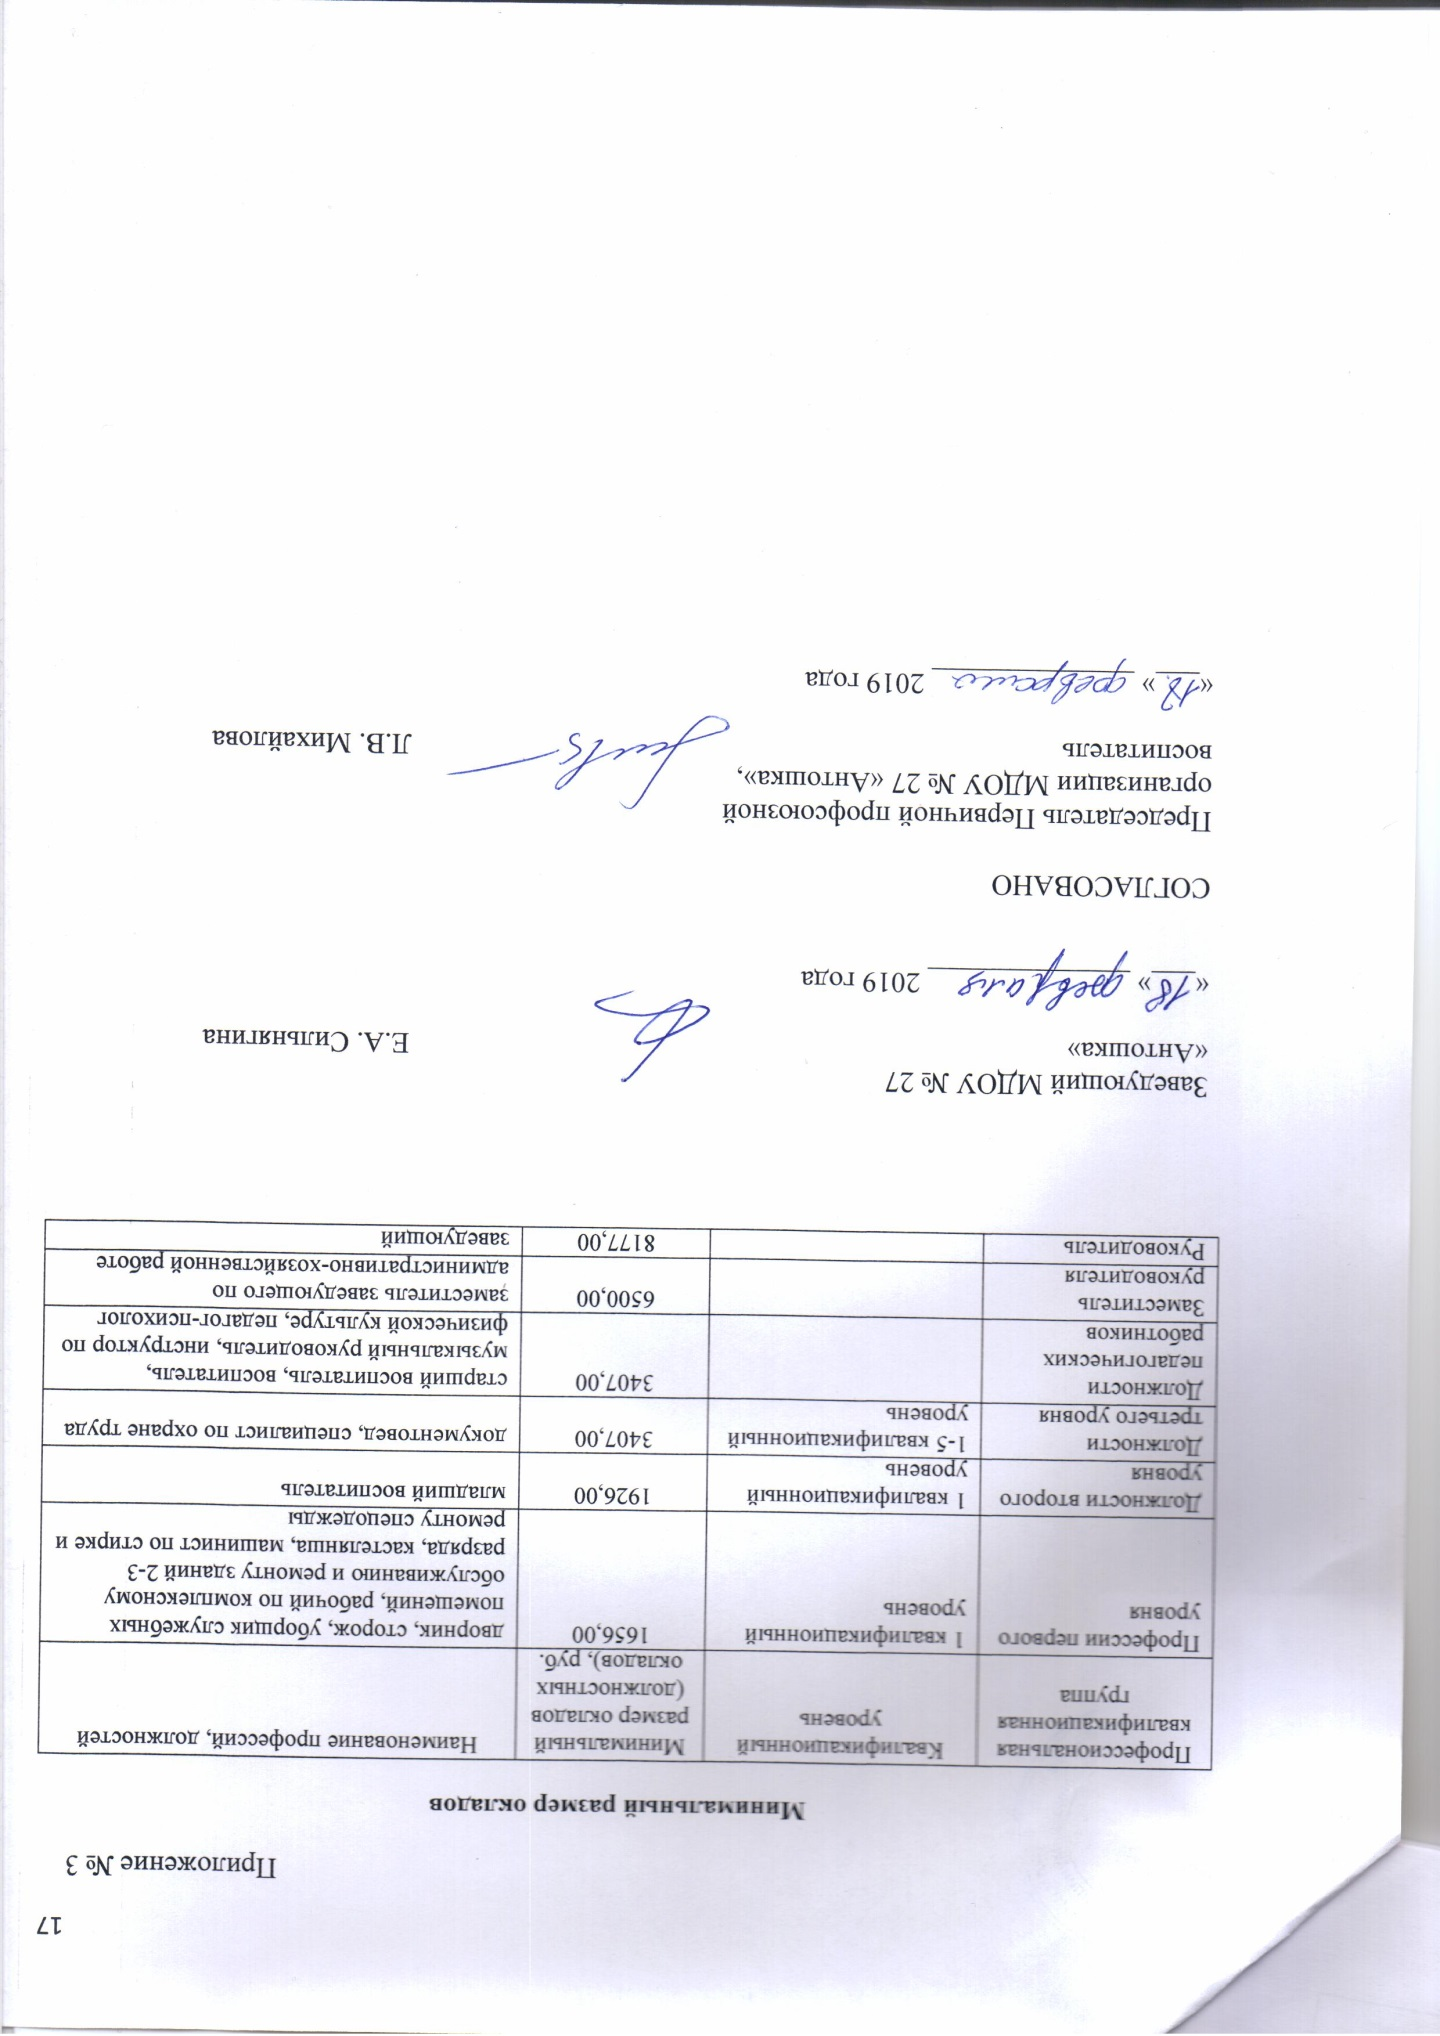 17
Приложение № 3
Минимальный размер окладов
Профессиональная
квалификационная
группа
Квалификационный
уровень
Минимальный
размер окладов
(должностных
окладов), руб.
Наименование профессий, должностей
Профессии первого
уровня
1 квалификационный
уровень
1656,00
дворник, сторож, уборщик служебных
помещений, рабочий по комплексному
обслуживанию и ремонту зданий 2-3
разряда, кастелянша, машинист по стирке и
ремонту спецодежды
Должности второго
уровня
1 квалификационный
уровень
1926,00
младший воспитатель
Должности
третьего уровня
1-5 квалификационный
уровень
3407,00
документовед, специалист по охране труда
Должности
педагогических
работников
3407,00
старший воспитатель, воспитатель,
музыкальный руководитель, инструктор по
физической культуре, педагог-психолог
Заместитель
руководителя
6500,00
заместитель заведующего по
административно-хозяйственной работе
Руководитель
8177,00
заведующий
Заведующий МДОУ № 27
«Антошка»
Е.А. Сильнягина
«18» февраля 2019 года
СОГЛАСОВАНО
Председатель Первичной профсоюзной
организации МДОУ № 27 «Антошка»,
воспитатель
Л.В. Михайлова
«18» февраля 2019 года